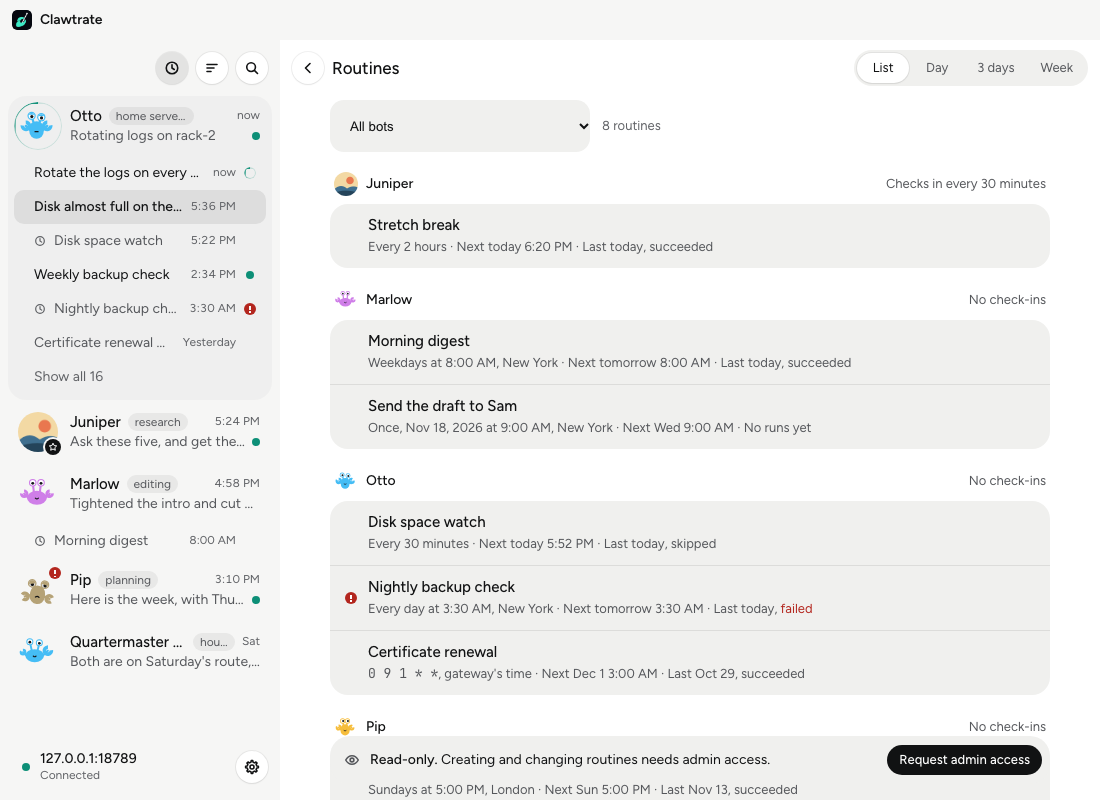 Clawtrate
Otto
home serve...
now
Rotating logs on rack-2
Rotate the logs on every ...
now
Disk almost full on the...
5:36 PM
Disk space watch
5:22 PM
Weekly backup check
2:34 PM
Nightly backup ch...
3:30 AM
Certificate renewal ...
Yesterday
Show all 16
Juniper
research
5:24 PM
Ask these five, and get the...
Marlow
editing
4:58 PM
Tightened the intro and cut ...
Morning digest
8:00 AM
Pip
planning
3:10 PM
Here is the week, with Thu...
Quartermaster ...
hou...
Sat
Both are on Saturday's route,...
127.0.0.1:18789
Connected
Routines
List
Day
3 days
Week
All bots
8 routines
Juniper
Checks in every 30 minutes
Stretch break
Every 2 hours · Next today 6:20 PM · Last today, succeeded
Marlow
No check-ins
Morning digest
Weekdays at 8:00 AM, New York · Next tomorrow 8:00 AM · Last today, succeeded
Send the draft to Sam
Once, Nov 18, 2026 at 9:00 AM, New York · Next Wed 9:00 AM · No runs yet
Otto
No check-ins
Disk space watch
Every 30 minutes · Next today 5:52 PM · Last today, skipped
Nightly backup check
Every day at 3:30 AM, New York · Next tomorrow 3:30 AM · Last today, failed
Certificate renewal
0 9 1 * *, gateway's time · Next Dec 1 3:00 AM · Last Oct 29, succeeded
Pip
No check-ins
Read-only. Creating and changing routines needs admin access.
Request admin access
Sundays at 5:00 PM, London · Next Sun 5:00 PM · Last Nov 13, succeeded